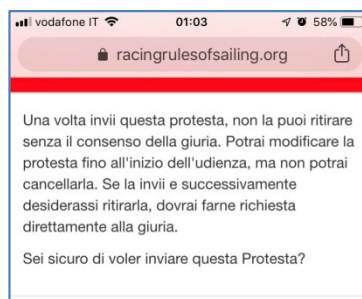 vodafone IT 01:03 58%
racingrulesofsailing.org
Una volta invii questa protesta, non la puoi ritirare
senza il consenso della giuria. Potrai modificare la
protesta fino all'inizio dell'udienza, ma non potrai
cancellarla. Se la invii e successivamente
desiderassi ritirarla, dovrai farne richiesta
direttamente alla giuria.
Sei sicuro di voler inviare questa Protesta?